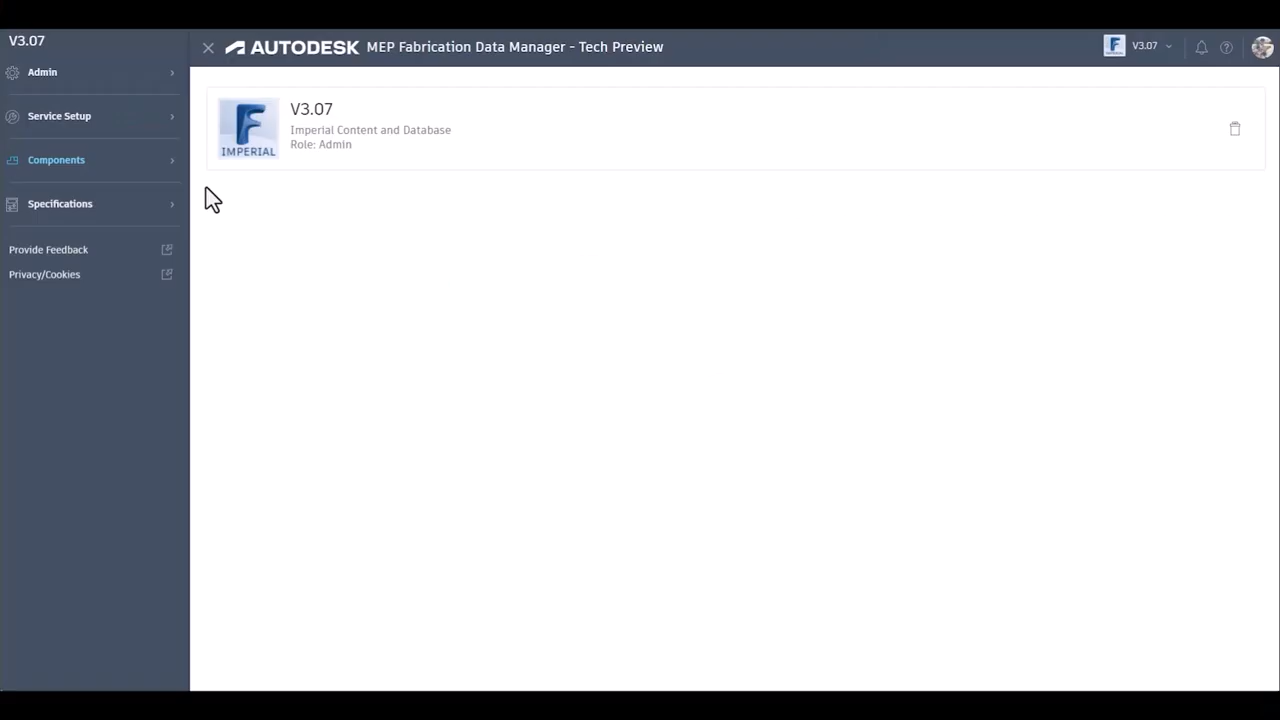 V3.07
Admin
Service Setup
Components
Specifications
Provide Feedback
Privacy/Cookies
AUTODESK MEP Fabrication Data Manager - Tech Preview
V3.07
IMPERIAL
V3.07
Imperial Content and Database
Role: Admin